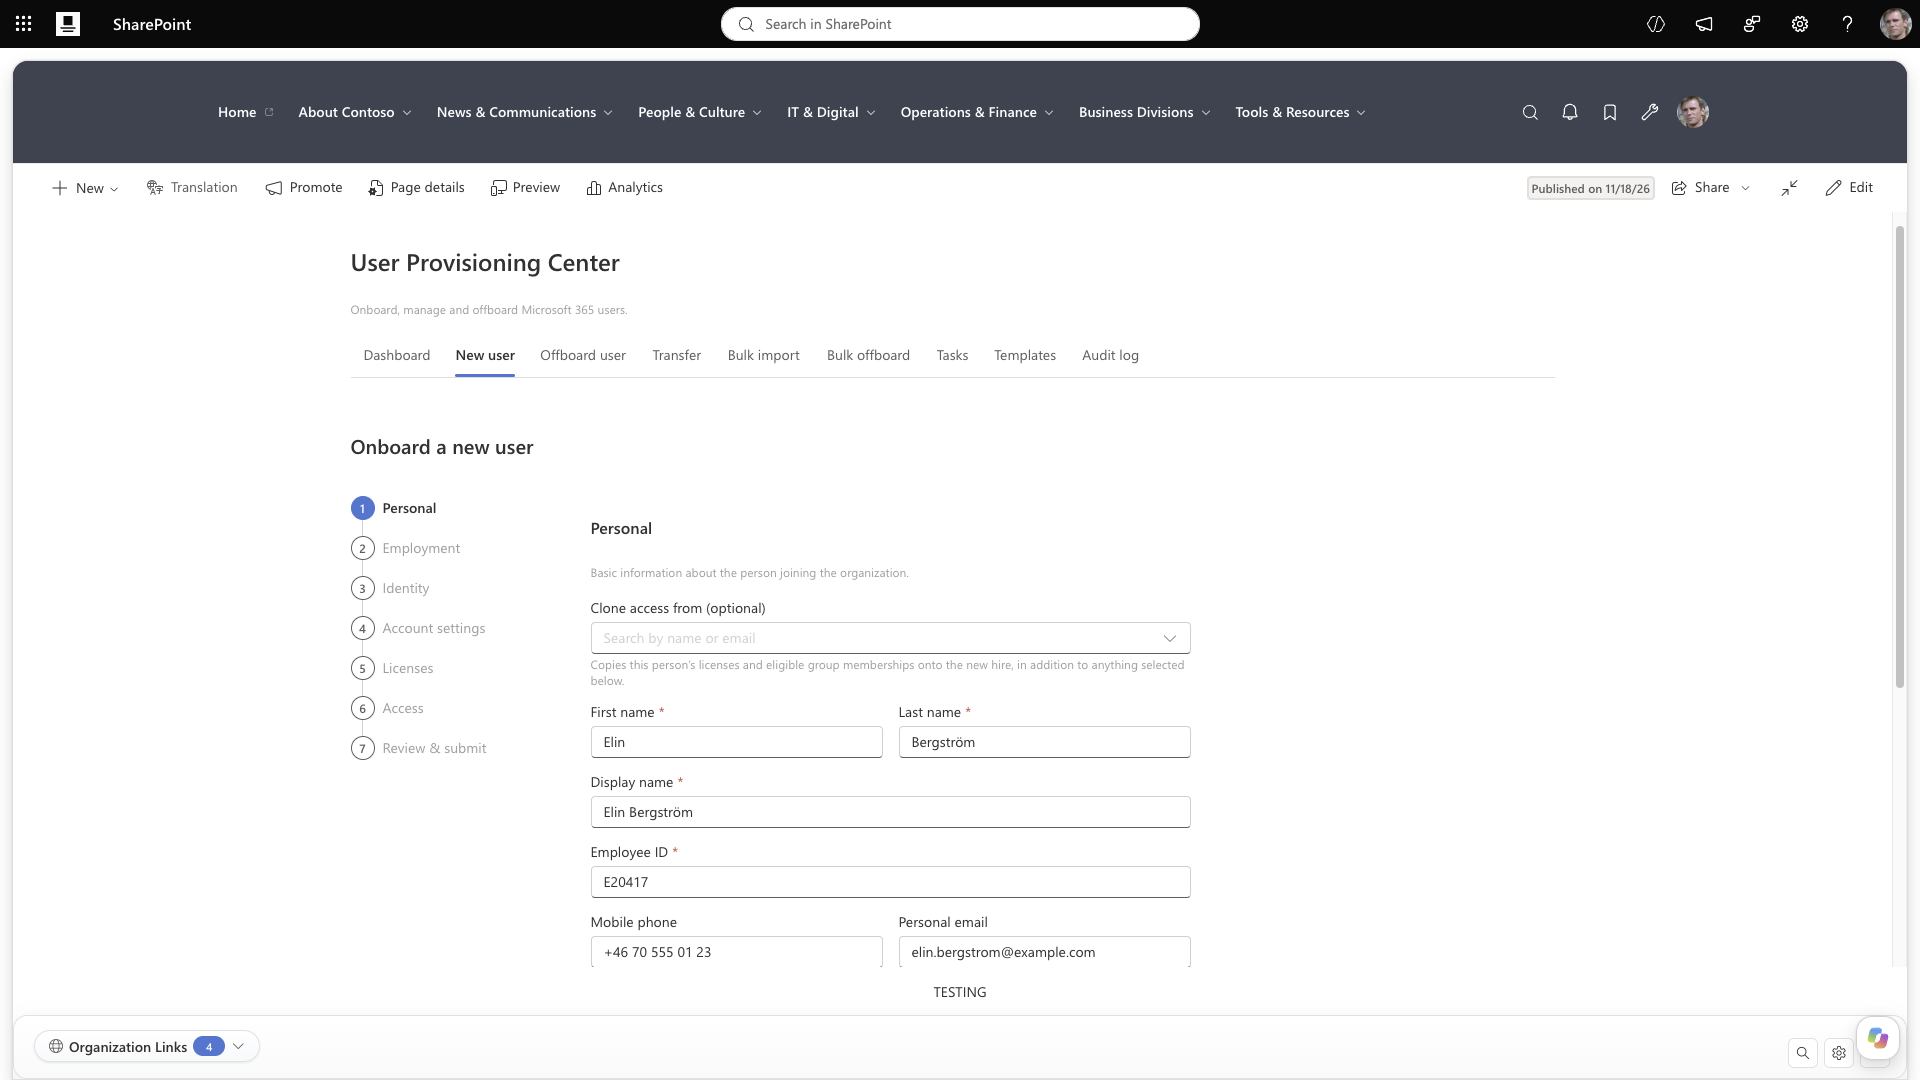 SharePoint
Search in SharePoint
Home
About Contoso
News & Communications
People & Culture
IT & Digital
Operations & Finance
Business Divisions
Tools & Resources
New
Translation
Promote
Page details
Preview
Analytics
Published on 11/18/26
Share
Edit
User Provisioning Center
Onboard, manage and offboard Microsoft 365 users.
Dashboard
New user
Offboard user
Transfer
Bulk import
Bulk offboard
Tasks
Templates
Audit log
Onboard a new user
1 Personal
2 Employment
3 Identity
4 Account settings
5 Licenses
6 Access
7 Review & submit
Personal
Basic information about the person joining the organization.
Clone access from (optional)
Search by name or email
Copies this person's licenses and eligible group memberships onto the new hire, in addition to anything selected
below.
First name *
Last name *
Elin
Bergström
Display name *
Elin Bergström
Employee ID *
E20417
Mobile phone
Personal email
+46 70 555 01 23
elin.bergstrom@example.com
TESTING
Organization Links 4